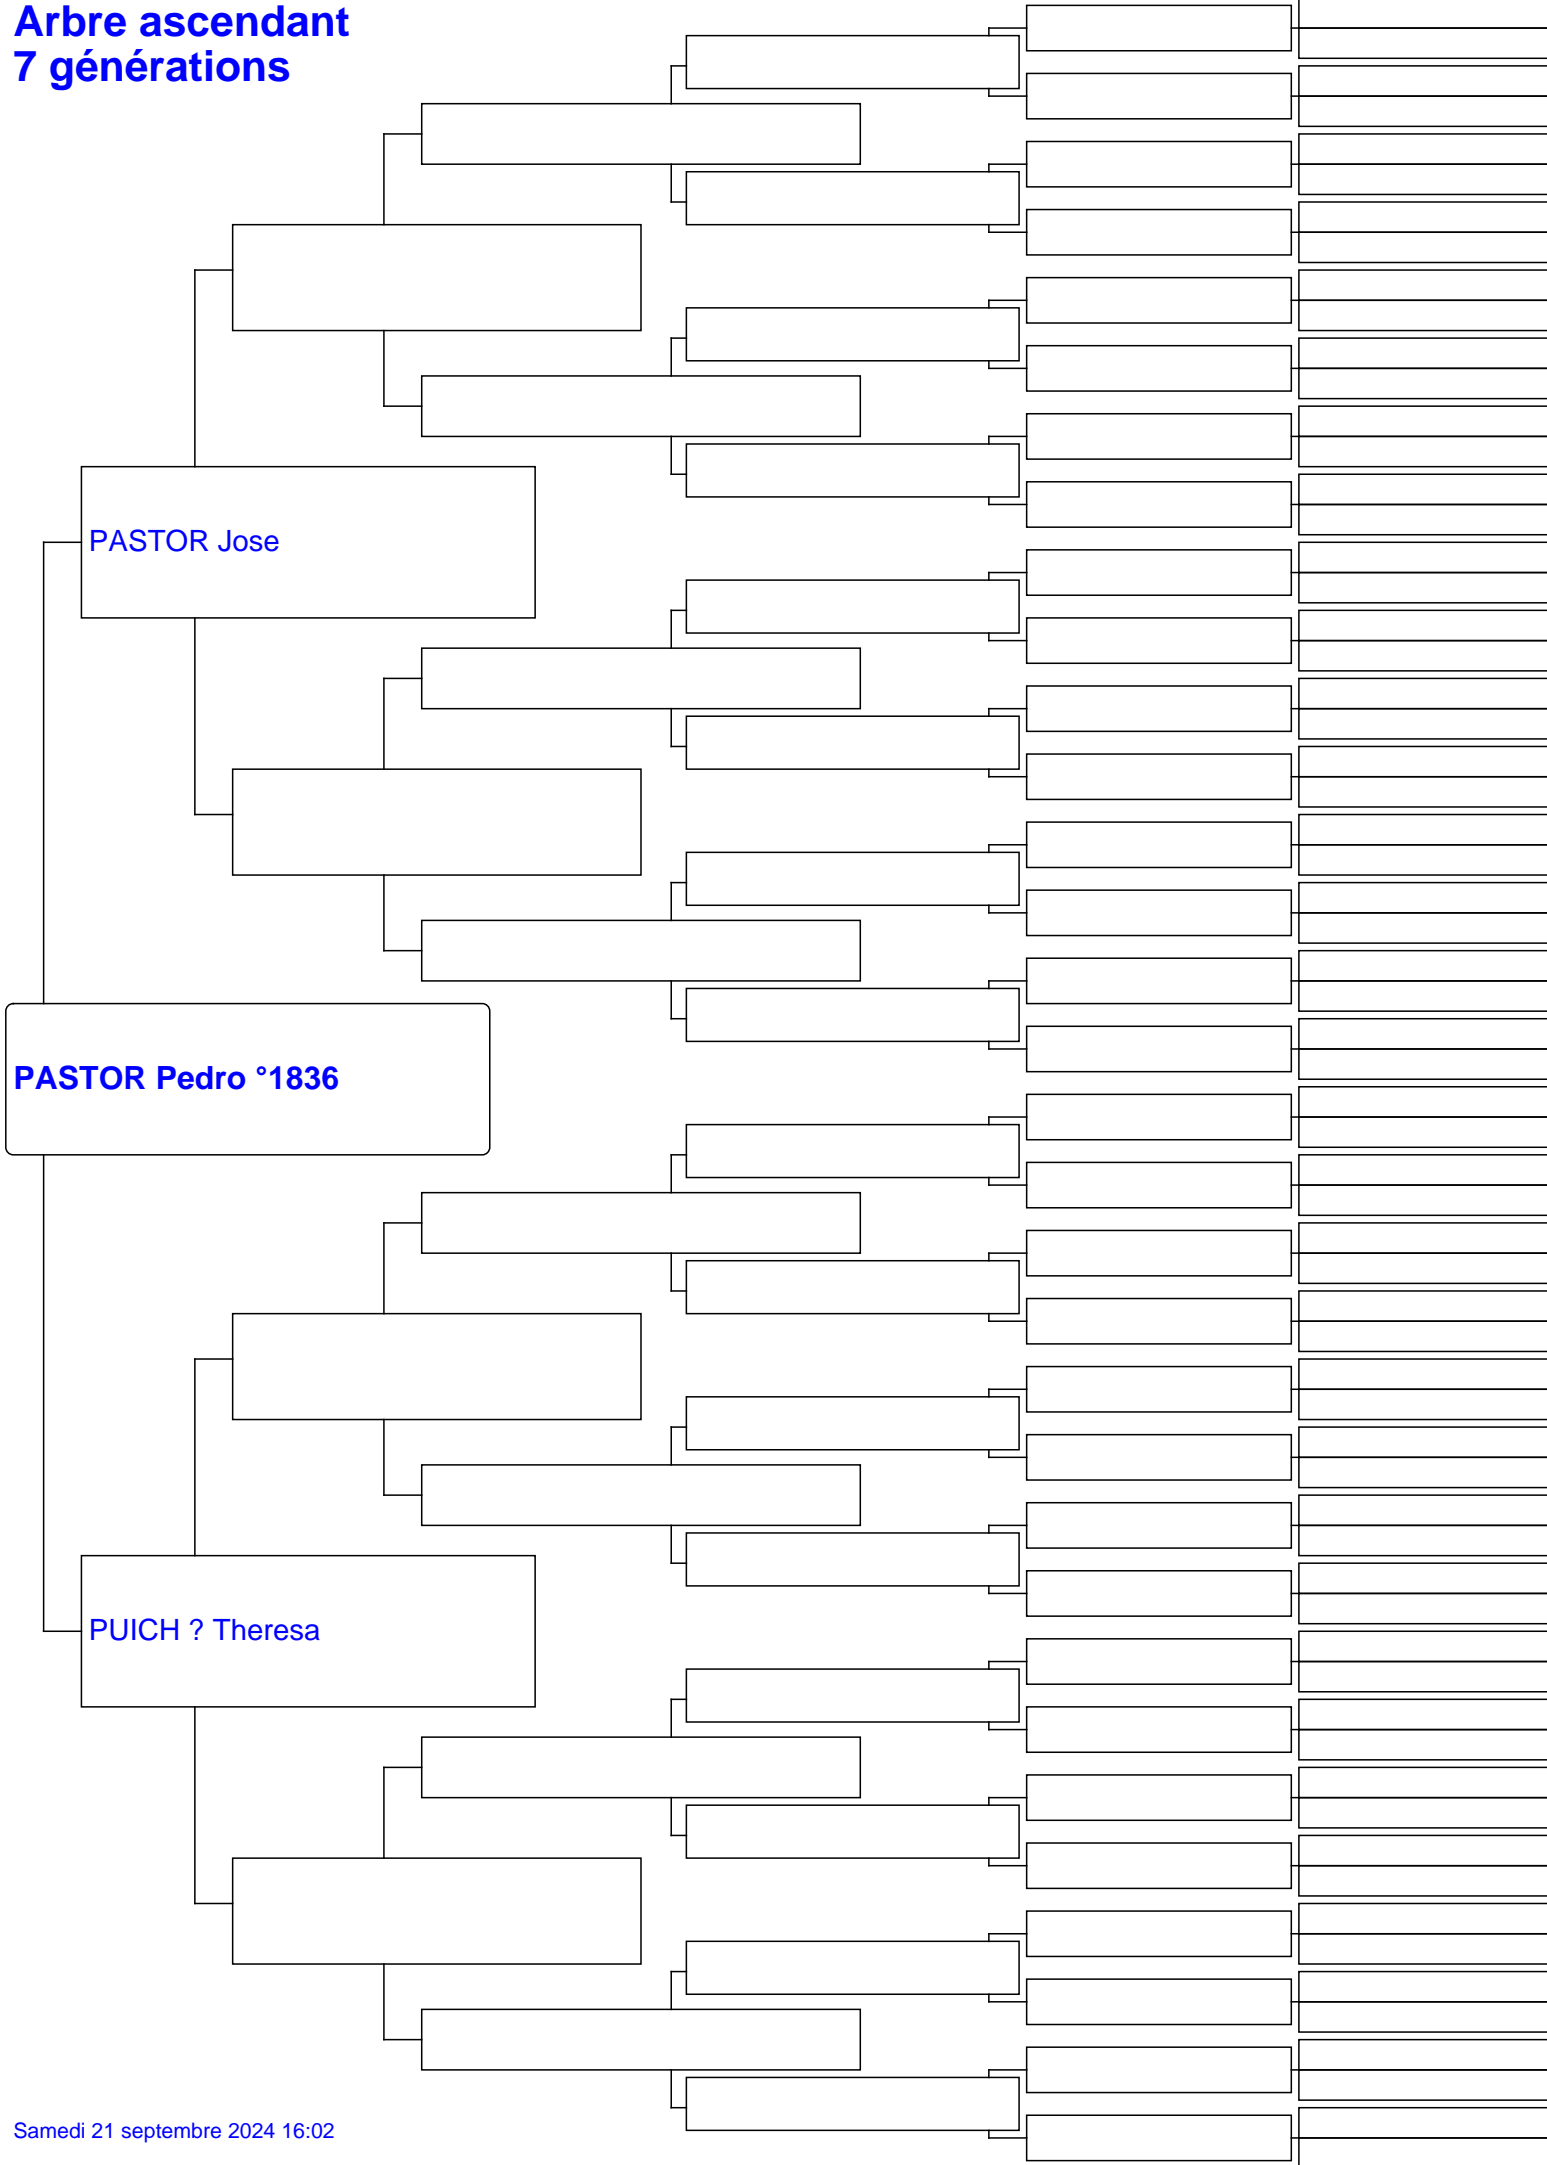 Arbre ascendant
7 générations
PASTOR Jose
PASTOR Pedro °1836
PUICH ? Theresa
Samedi 21 septembre 2024 16:02